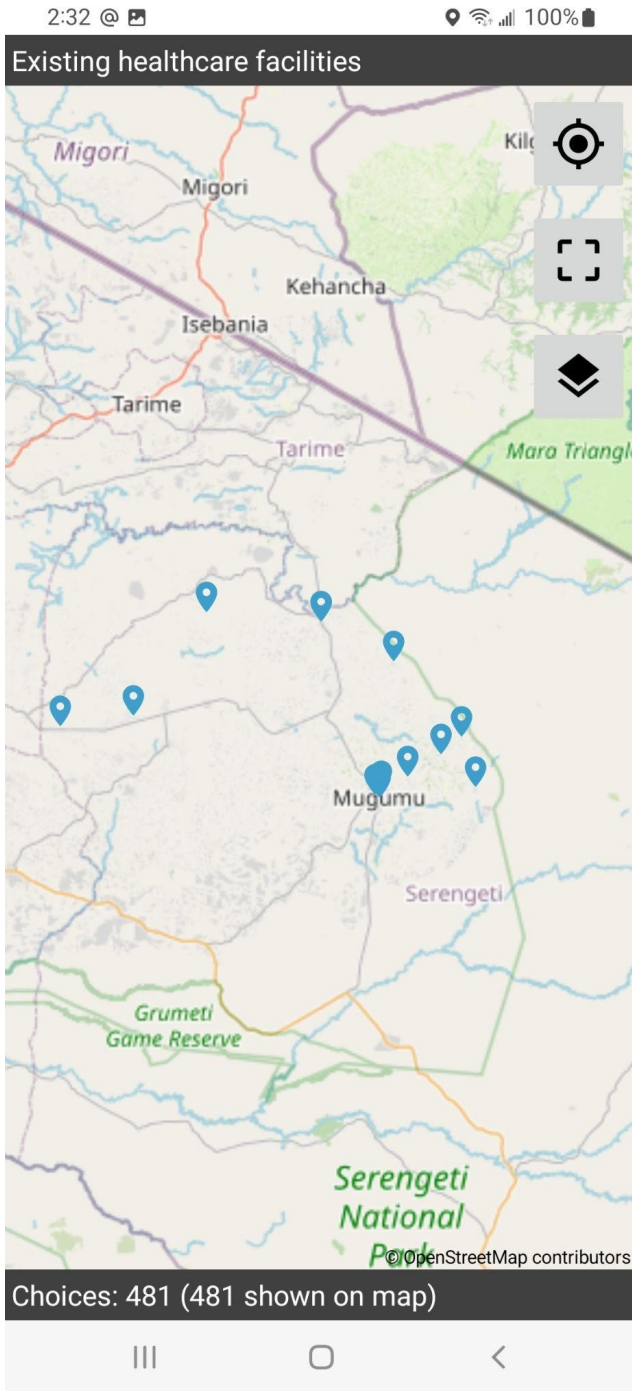 2:32 @ 100%
Existing healthcare facilities
Migori
Migori
Kehancha
Isebania
Tarime
Tarime
Mara Triangl
Mugumu
Serengeti
Grumeti
Game Reserve
Serengeti
National
Park
© OpenStreetMap contributors
Choices: 481 (481 shown on map)